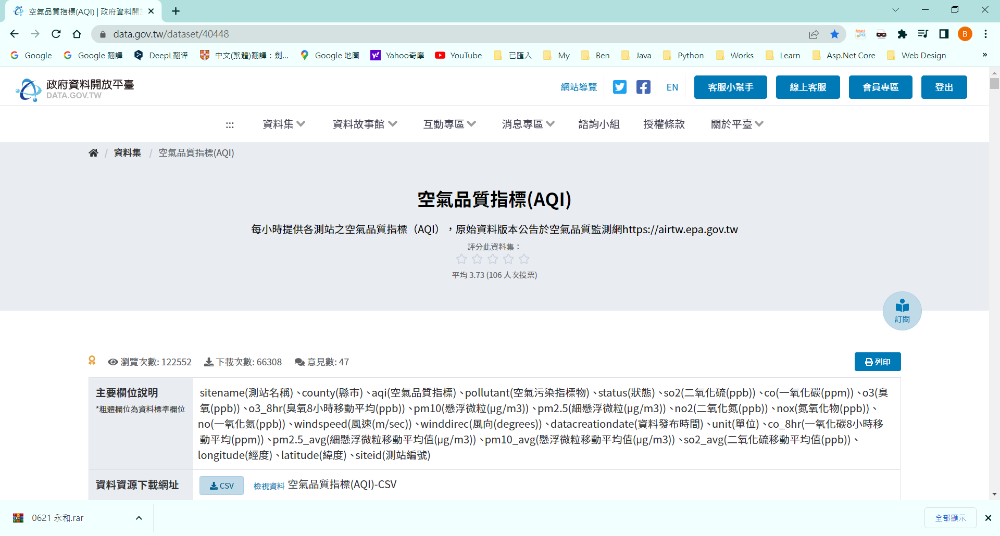 空氣品質指標(AQI) | 政府資料開
data.gov.tw/dataset/40448
Smart
PKI
B
Google
Google 翻譯
DeepL翻译
中文(繁體)翻譯：劍...
Google 地圖
Yahoo奇摩
YouTube
已匯入
My
Ben
Java
Python
Works
Learn
Asp.Net Core
Web Design
»
政府資料開放平臺
DATA.GOV.TW
網站導覽
EN
客服小幫手
線上客服
會員專區
登出
:::
資料集
資料故事館
互動專區
消息專區
諮詢小組
授權條款
關於平臺
/ 資料集 / 空氣品質指標(AQI)
空氣品質指標(AQI)
每小時提供各測站之空氣品質指標（AQI），原始資料版本公告於空氣品質監測網https://airtw.epa.gov.tw
評分此資料集：
平均 3.73 (106 人次投票)
訂閱
瀏覽次數: 122552
下載次數: 66308
意見數: 47
列印
主要欄位說明
*粗體欄位為資料標準欄位
sitename(測站名稱)、county(縣市)、aqi(空氣品質指標)、pollutant(空氣污染指標物)、status(狀態)、so2(二氧化硫(ppb))、co(一氧化碳(ppm))、o3(臭
氧(ppb))、o3_8hr(臭氧8小時移動平均(ppb))、pm10(懸浮微粒(μg/m3))、pm2.5(細懸浮微粒(μg/m3))、no2(二氧化氮(ppb))、nox(氮氧化物(ppb))、
no(一氧化氮(ppb))、windspeed(風速(m/sec))、winddirec(風向(degrees))、datacreationdate(資料發布時間)、unit(單位)、co_8hr(一氧化碳8小時移
動平均(ppm))、pm2.5_avg(細懸浮微粒移動平均值(μg/m3))、pm10_avg(懸浮微粒移動平均值(μg/m3))、so2_avg(二氧化硫移動平均值(ppb))、
longitude(經度)、latitude(緯度)、siteid(測站編號)
資料資源下載網址
CSV
檢視資料 空氣品質指標(AQI)-CSV
0621 永和.rar
全部顯示